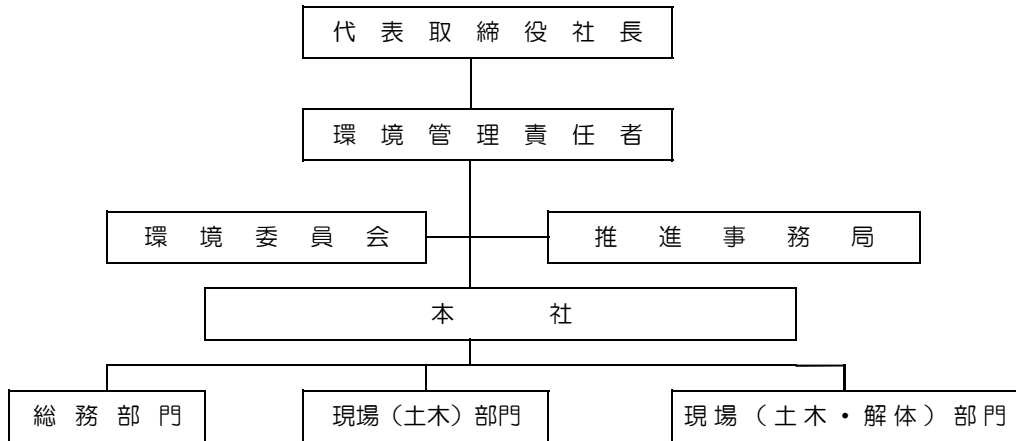 代表取締役社長
環境管理責任者
環境委員会
推進事務局
本社
総務部門
現場（土木）部門
現場（土木・解体）部門